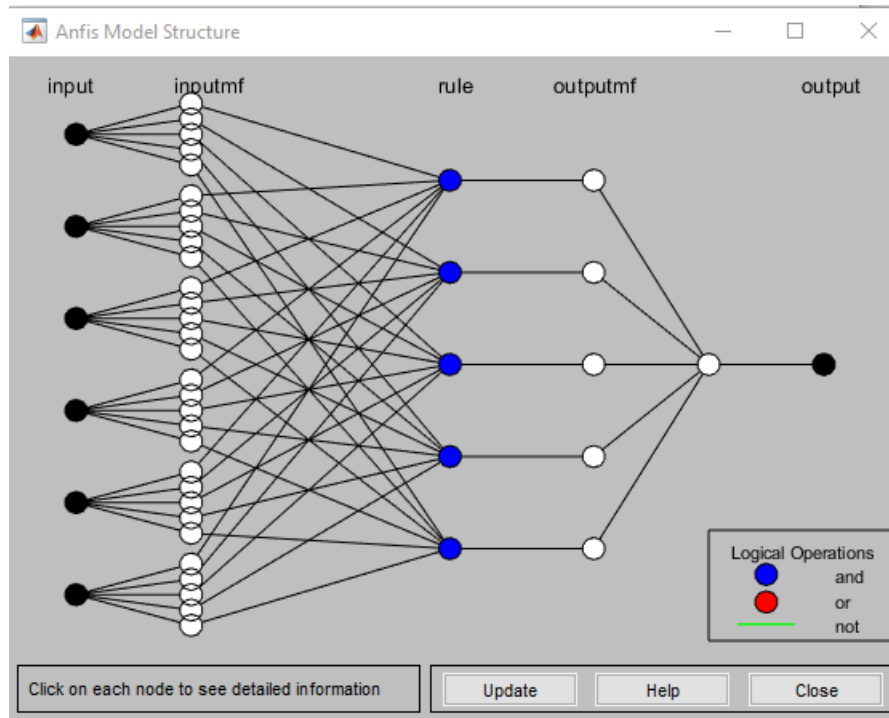 Anfis Model Structure
input inputmf rule outputmf output
Logical Operations
and
or
not
Click on each node to see detailed information
Update Help Close